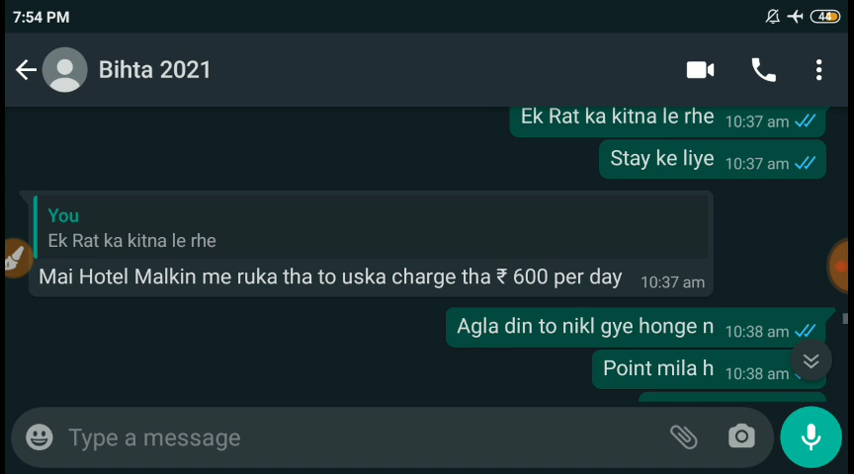 7:54 PM 44
Bihta 2021
Ek Rat ka kitna le rhe 10:37 am
Stay ke liye 10:37 am
You
Ek Rat ka kitna le rhe
Mai Hotel Malkin me ruka tha to uska charge tha ₹ 600 per day 10:37 am
Agla din to nikl gye honge n 10:38 am
Point mila h 10:38 am
Type a message